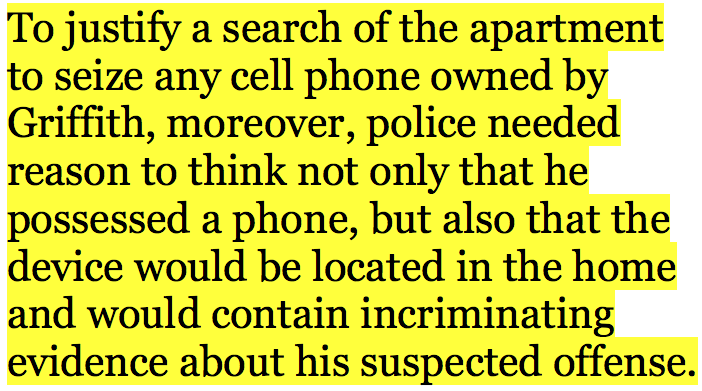 To justify a search of the apartment
to seize any cell phone owned by
Griffith, moreover, police needed
reason to think not only that he
possessed a phone, but also that the
device would be located in the home
and would contain incriminating
evidence about his suspected offense.